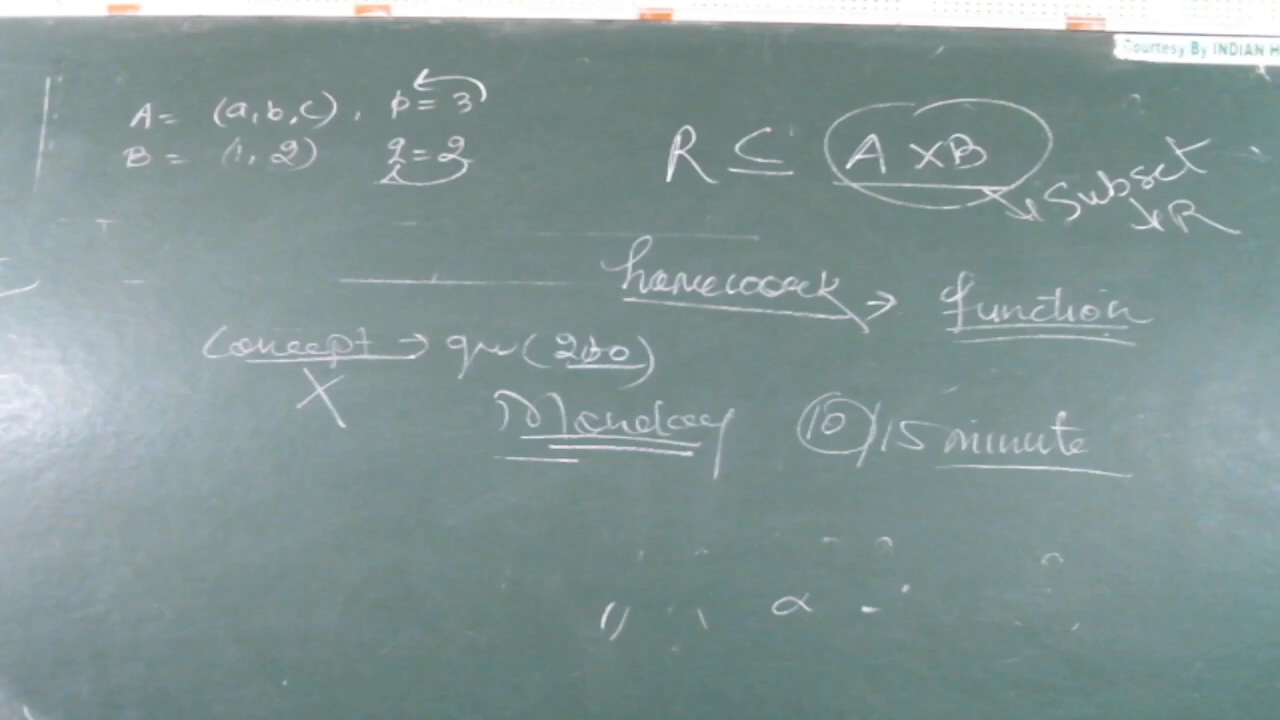 Courtesy By INDIAN H
A = (a, b, c), p = 3
B = (1, 2) q = 2
R ⊆ A × B
Subset
R
homework → function
Concept → qu (200)
X
Monday 10/15 minute